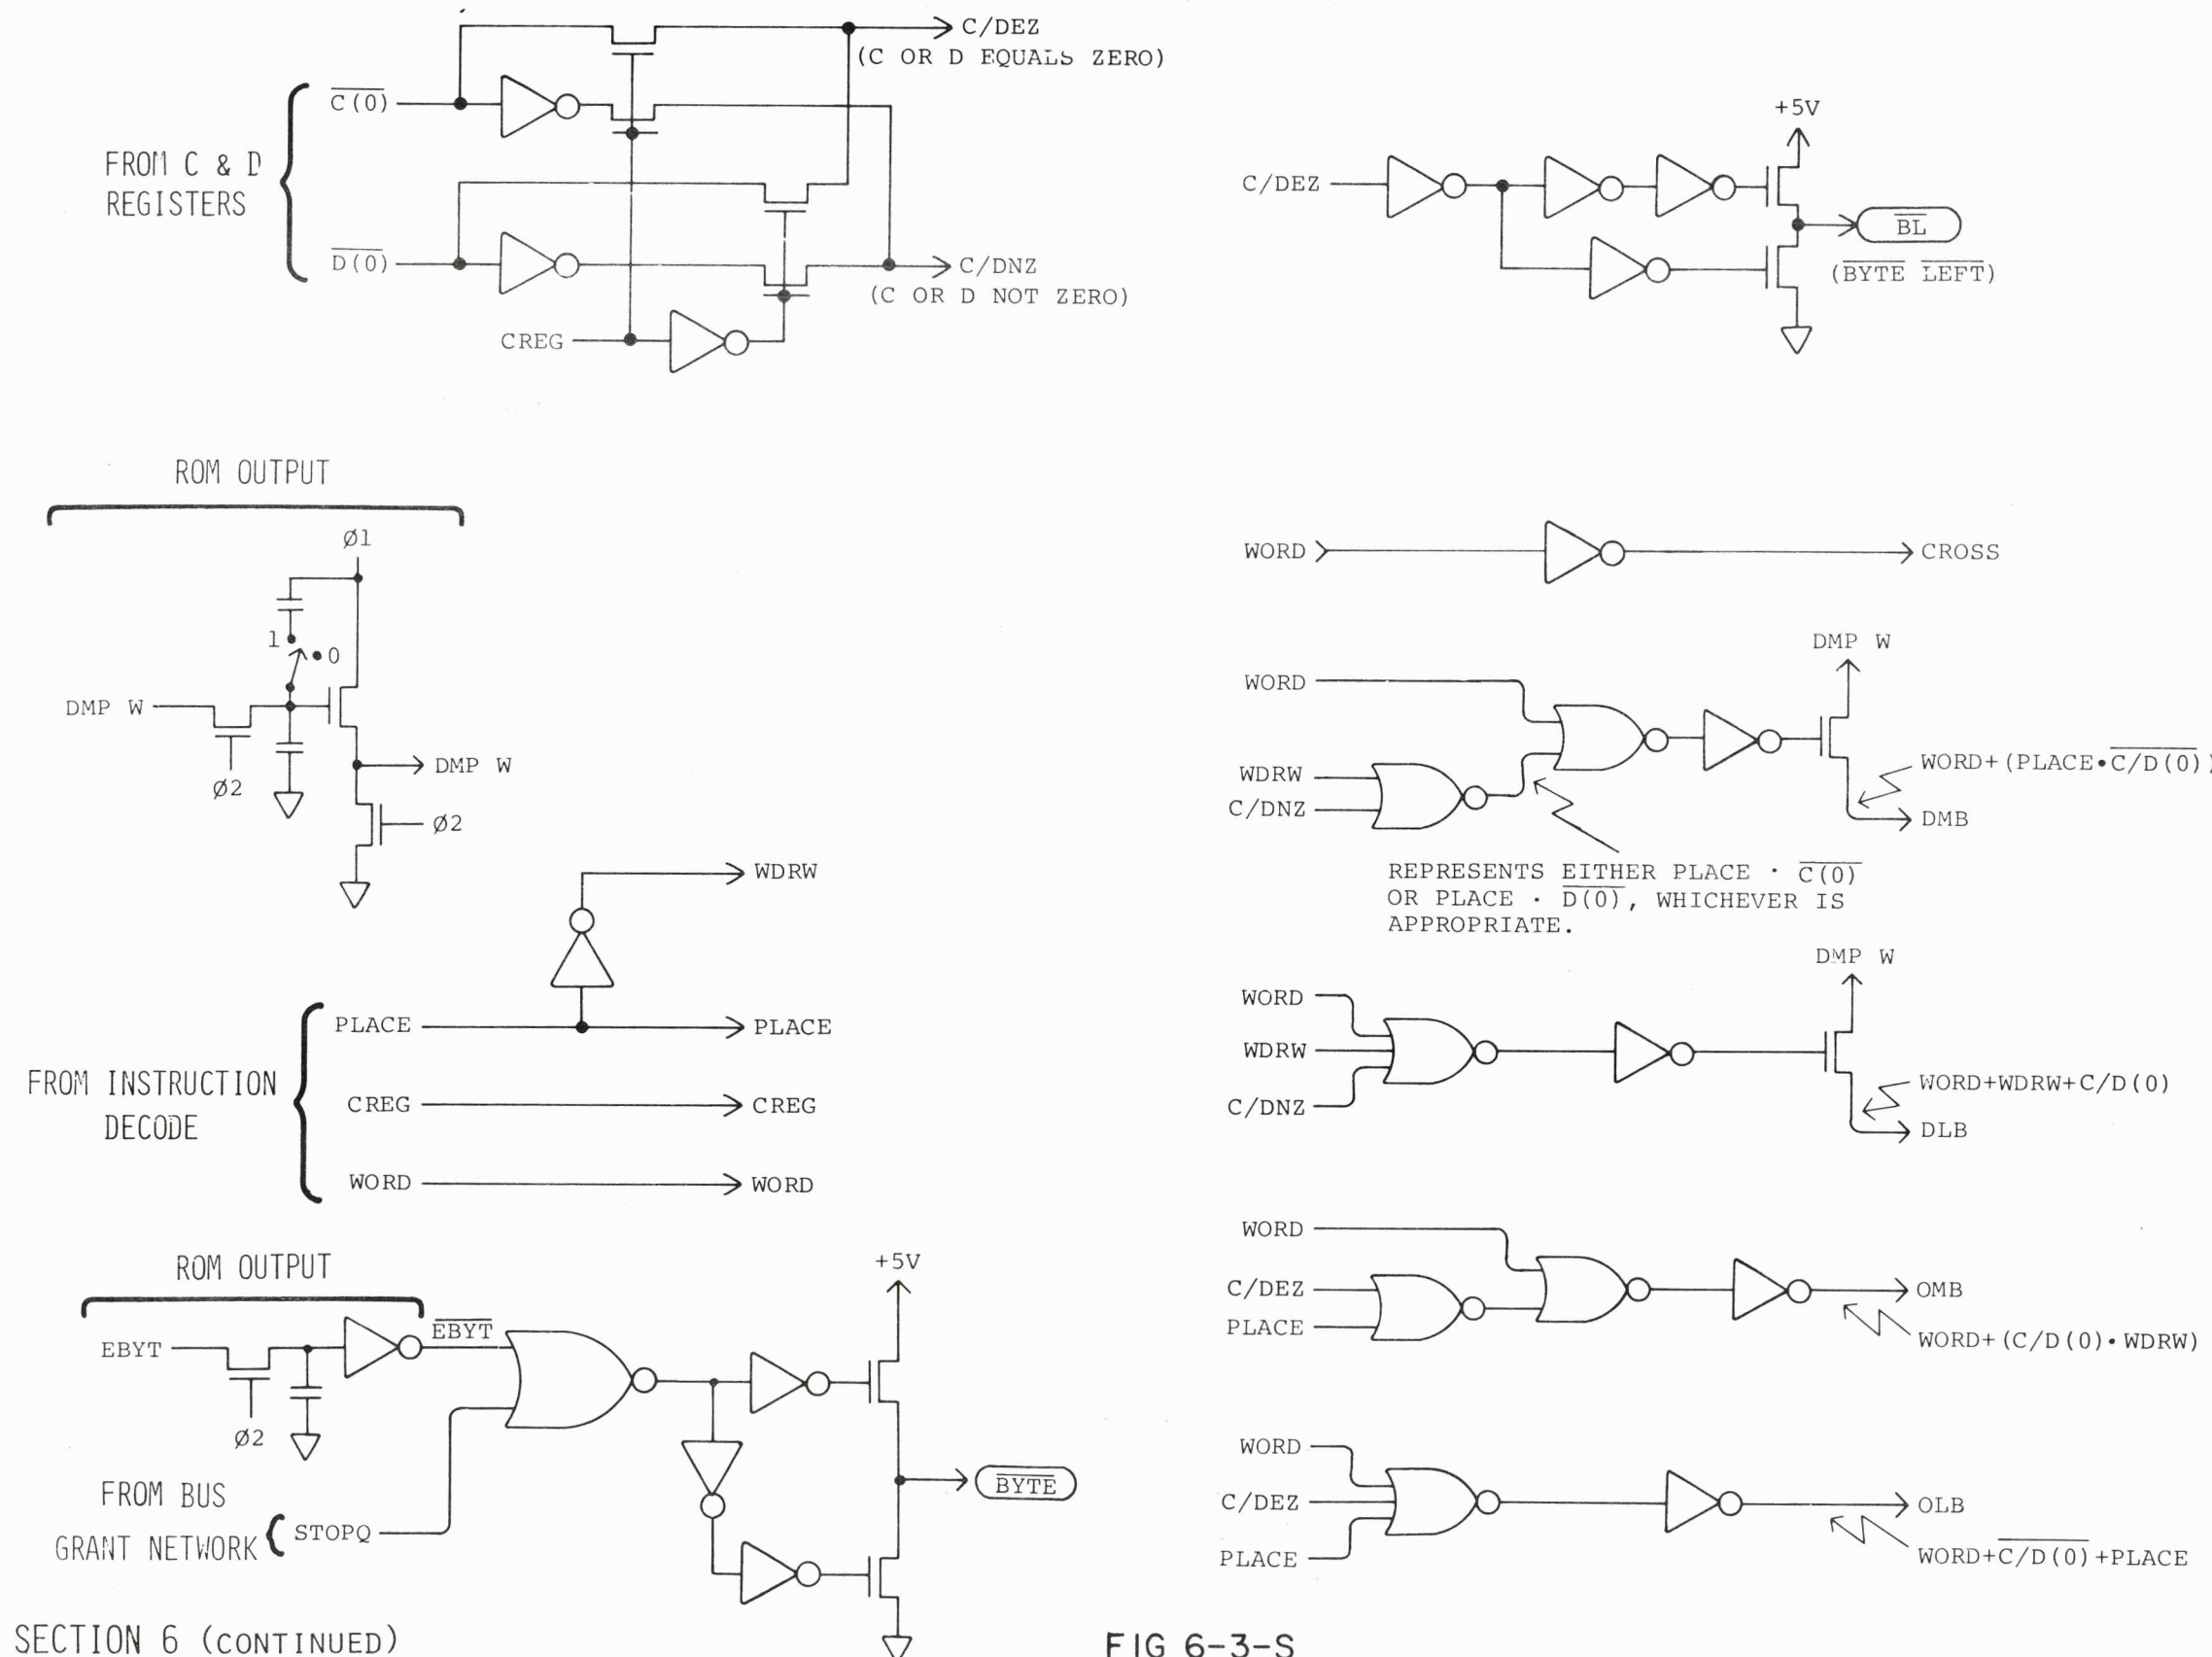 C/DEZ
(C OR D EQUALS ZERO)
C(0)
FROM C & D
REGISTERS
D(0)
C/DNZ
(C OR D NOT ZERO)
CREG
+5V
C/DEZ
BL
(BYTE LEFT)
ROM OUTPUT
Ø1
1
0
DMP W
DMP W
Ø2
Ø2
WDRW
PLACE
PLACE
FROM INSTRUCTION
DECODE
CREG
CREG
WORD
WORD
ROM OUTPUT
EBYT
EBYT
Ø2
+5V
BYTE
FROM BUS
GRANT NETWORK
STOPQ
WORD
CROSS
DMP W
WORD
WDRW
C/DNZ
WORD+(PLACE•C/D(0))
DMB
REPRESENTS EITHER PLACE · C(0)
OR PLACE · D(0), WHICHEVER IS
APPROPRIATE.
DMP W
WORD
WDRW
C/DNZ
WORD+WDRW+C/D(0)
DLB
WORD
C/DEZ
PLACE
OMB
WORD+(C/D(0)•WDRW)
WORD
C/DEZ
PLACE
OLB
WORD+C/D(0)+PLACE
SECTION 6 (CONTINUED)
FIG 6-3-S